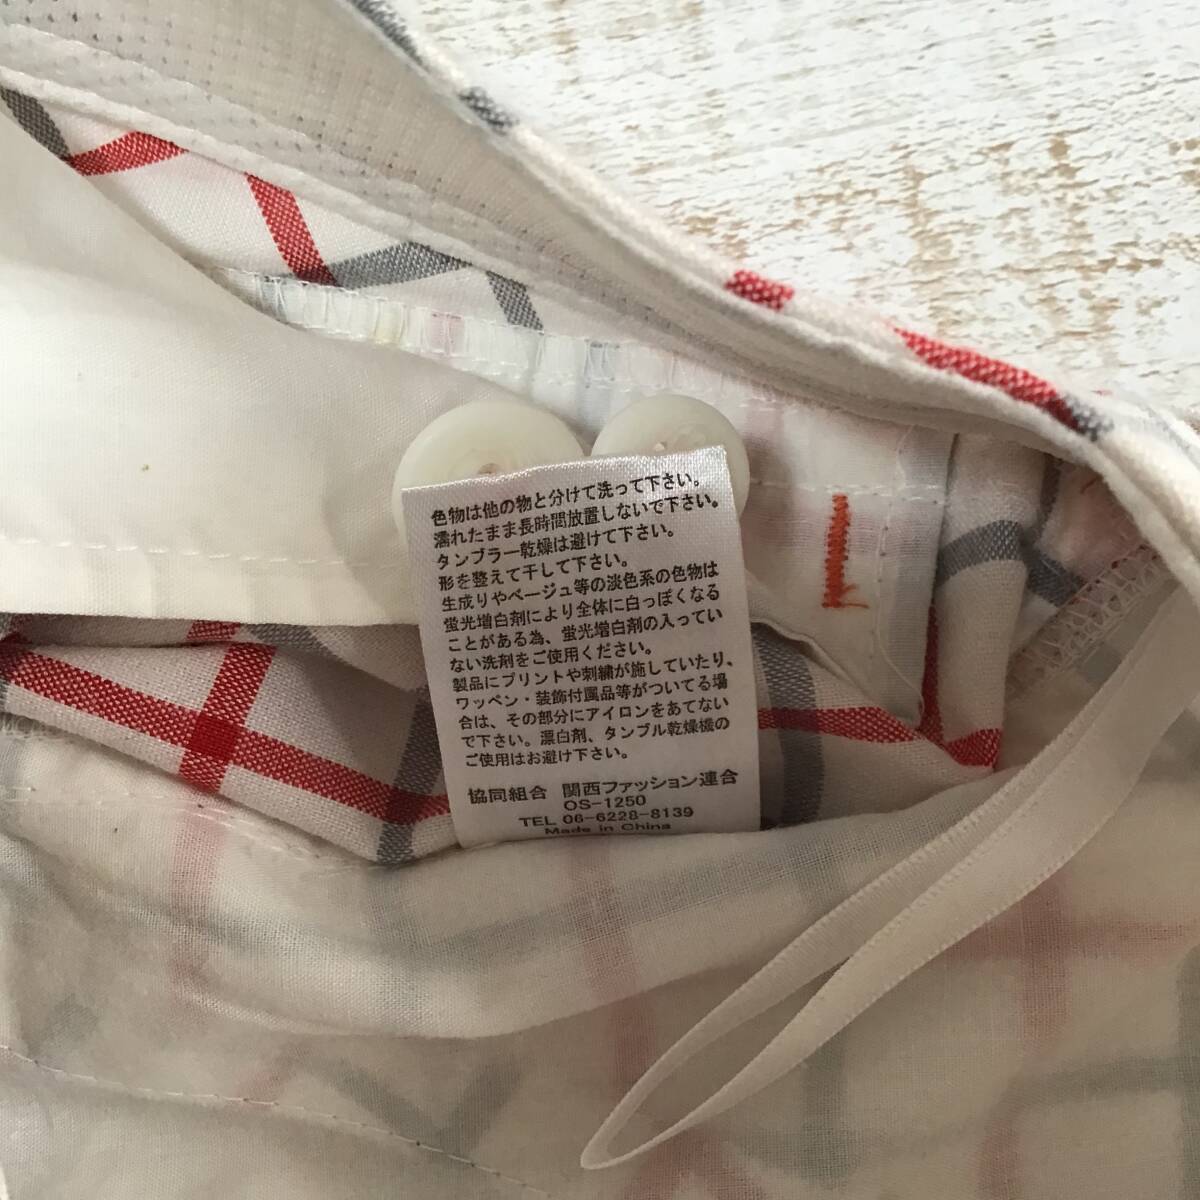 色物は他の物と分けて洗って下さい。
濡れたまま長時間放置しないで下さい。
タンブラー乾燥は避けて下さい。
形を整えて干して下さい。
生成りやベージュ等の淡色系の色物は
蛍光増白剤により全体に白っぽくなる
ことがある為、蛍光増白剤の入ってい
ない洗剤をご使用ください。
製品にプリントや刺繍が施していたり、
ワッペン・装飾付属品等がついてる場
合は、その部分にアイロンをあてない
で下さい。漂白剤、タンブル乾燥機の
ご使用はお避け下さい。
協同組合 関西ファッション連合
OS-1250
TEL 06-6228-8139
Made in China